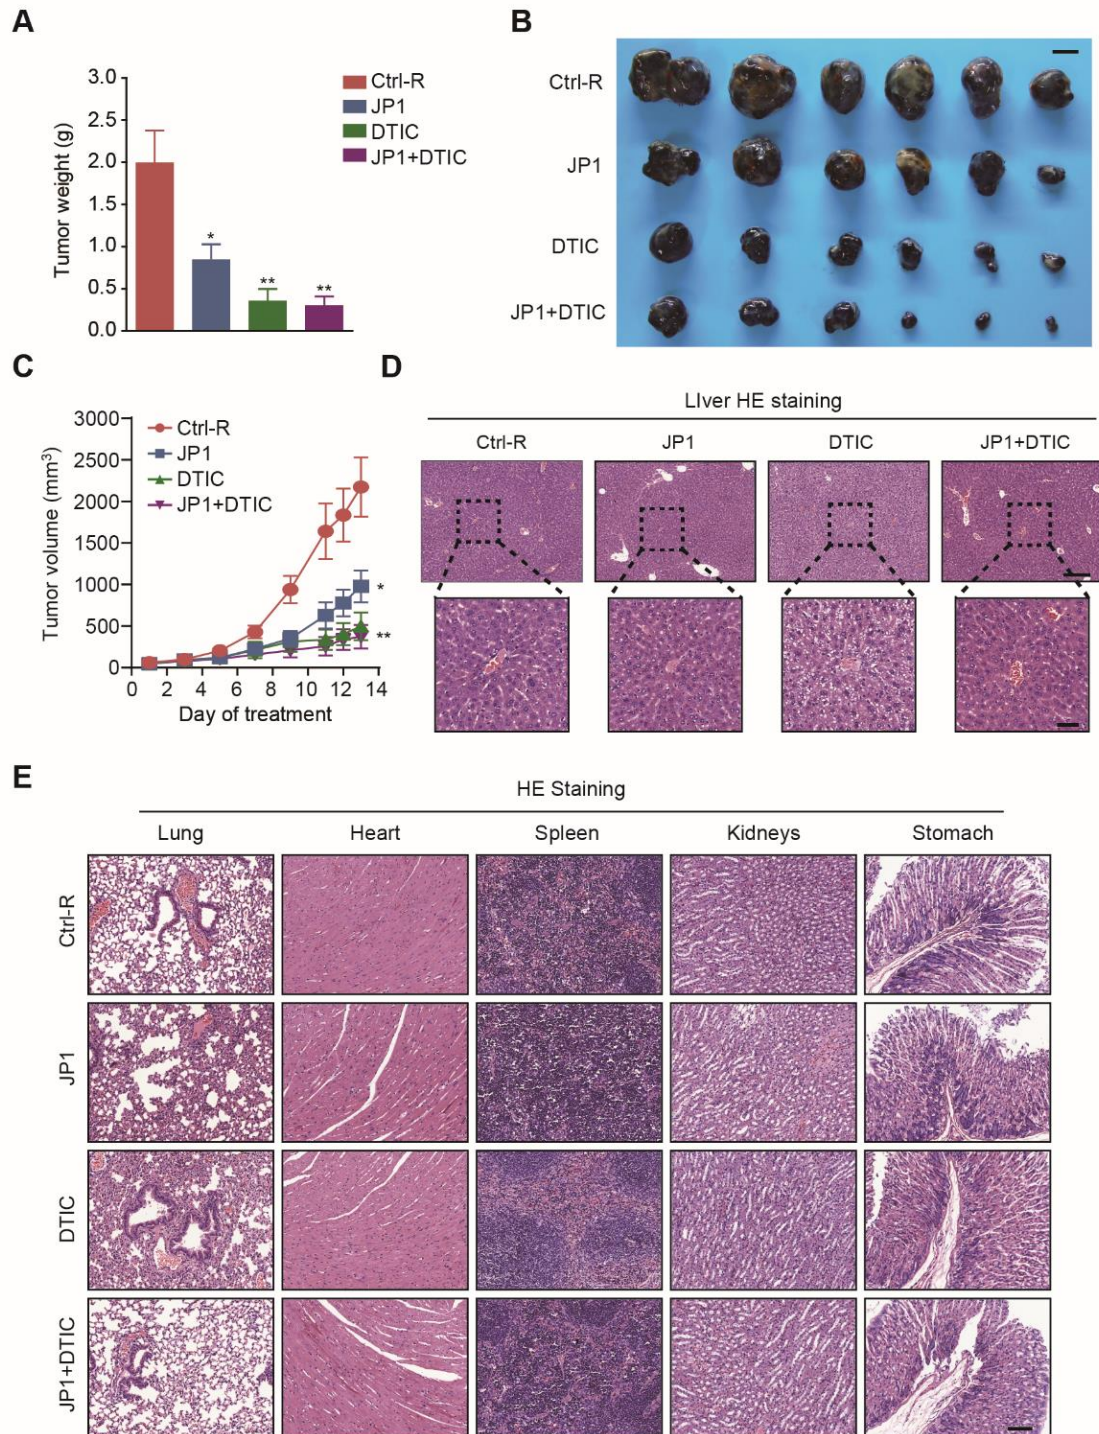 A
Tumor weight (g)
3.0
2.5
2.0
1.5
1.0
0.5
0.0
*
**
**
Ctrl-R
JP1
DTIC
JP1+DTIC
B
Ctrl-R
JP1
DTIC
JP1+DTIC
C
Tumor volume (mm³)
3000
2500
2000
1500
1000
500
0
Ctrl-R
JP1
DTIC
JP1+DTIC
*
**
0 2 4 6 8 10 12 14
Day of treatment
D
LIver HE staining
Ctrl-R JP1 DTIC JP1+DTIC
E
HE Staining
Lung Heart Spleen Kidneys Stomach
Ctrl-R
JP1
DTIC
JP1+DTIC